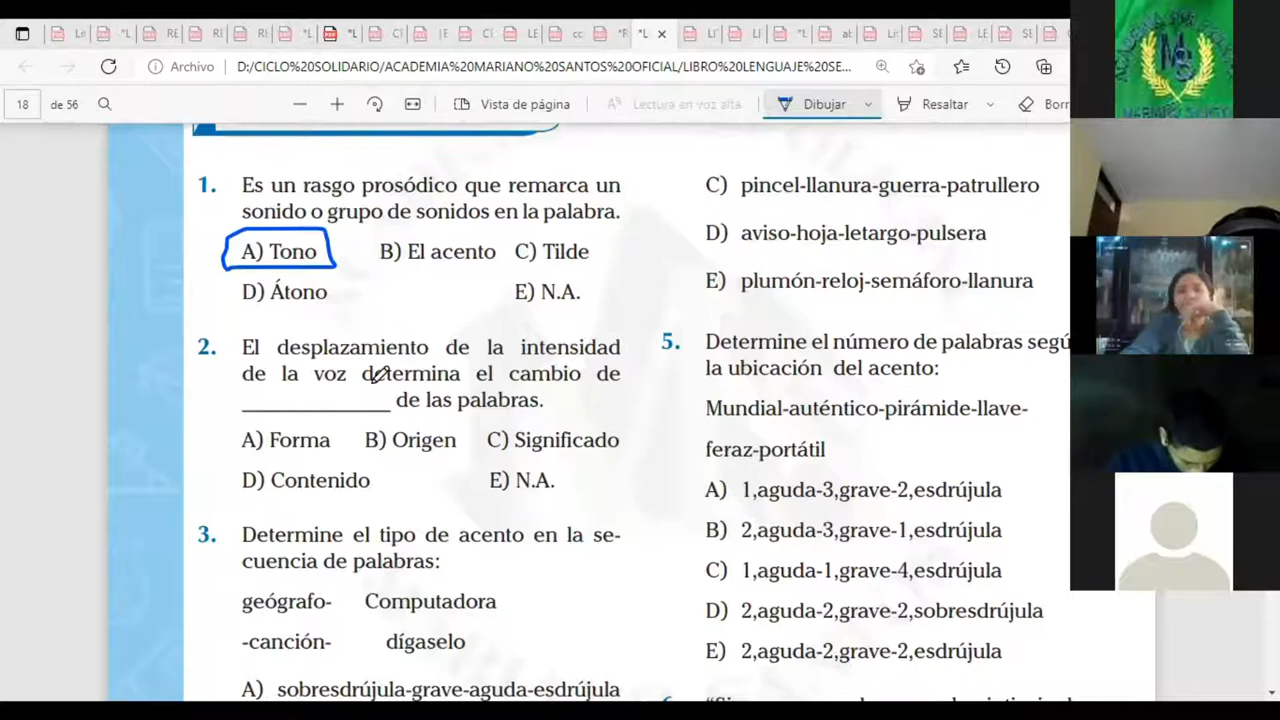 Archivo
D:/CICLO%20SOLIDARIO/ACADEMIA%20MARIANO%20SANTOS%20OFICIAL/LIBRO%20LENGUAJE%20SE...
18 de 56
Vista de página
Lectura en voz alta
Dibujar
Resaltar
Borr
1. Es un rasgo prosódico que remarca un
sonido o grupo de sonidos en la palabra.
A) Tono B) El acento C) Tilde
D) Átono E) N.A.
2. El desplazamiento de la intensidad
de la voz determina el cambio de
_______________ de las palabras.
A) Forma B) Origen C) Significado
D) Contenido E) N.A.
3. Determine el tipo de acento en la se-
cuencia de palabras:
geógrafo- Computadora
-canción- dígaselo
A) sobresdrújula-grave-aguda-esdrújula
C) pincel-llanura-guerra-patrullero
D) aviso-hoja-letargo-pulsera
E) plumón-reloj-semáforo-llanura
5. Determine el número de palabras segú
la ubicación del acento:
Mundial-auténtico-pirámide-llave-
feraz-portátil
A) 1,aguda-3,grave-2,esdrújula
B) 2,aguda-3,grave-1,esdrújula
C) 1,aguda-1,grave-4,esdrújula
D) 2,aguda-2,grave-2,sobresdrújula
E) 2,aguda-2,grave-2,esdrújula